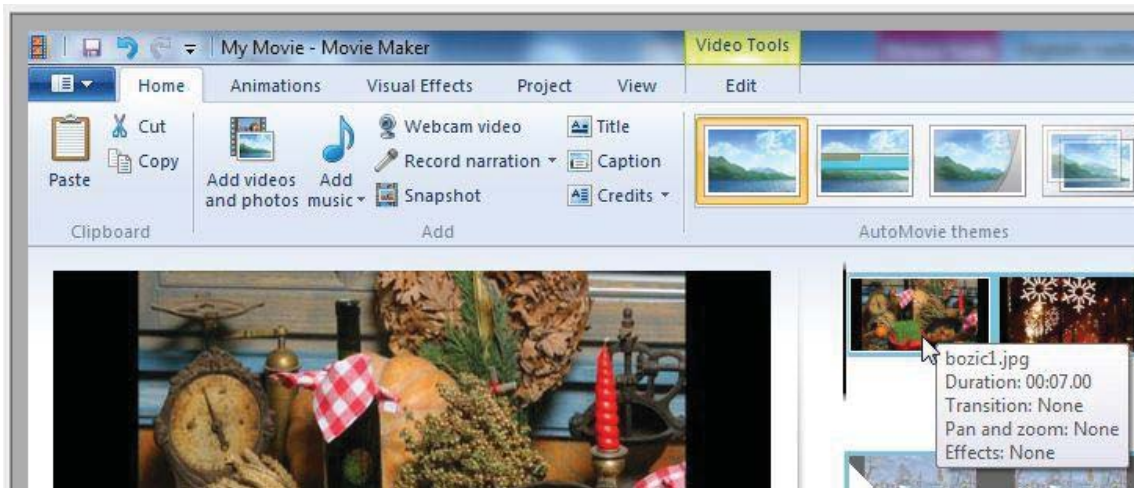 My Movie - Movie Maker
Video Tools
Home Animations Visual Effects Project View Edit
Cut
Copy
Paste
Clipboard
Add videos
and photos
Add
music
Webcam video
Record narration
Snapshot
Title
Caption
Credits
Add
AutoMovie themes
bozic1.jpg
Duration: 00:07.00
Transition: None
Pan and zoom: None
Effects: None